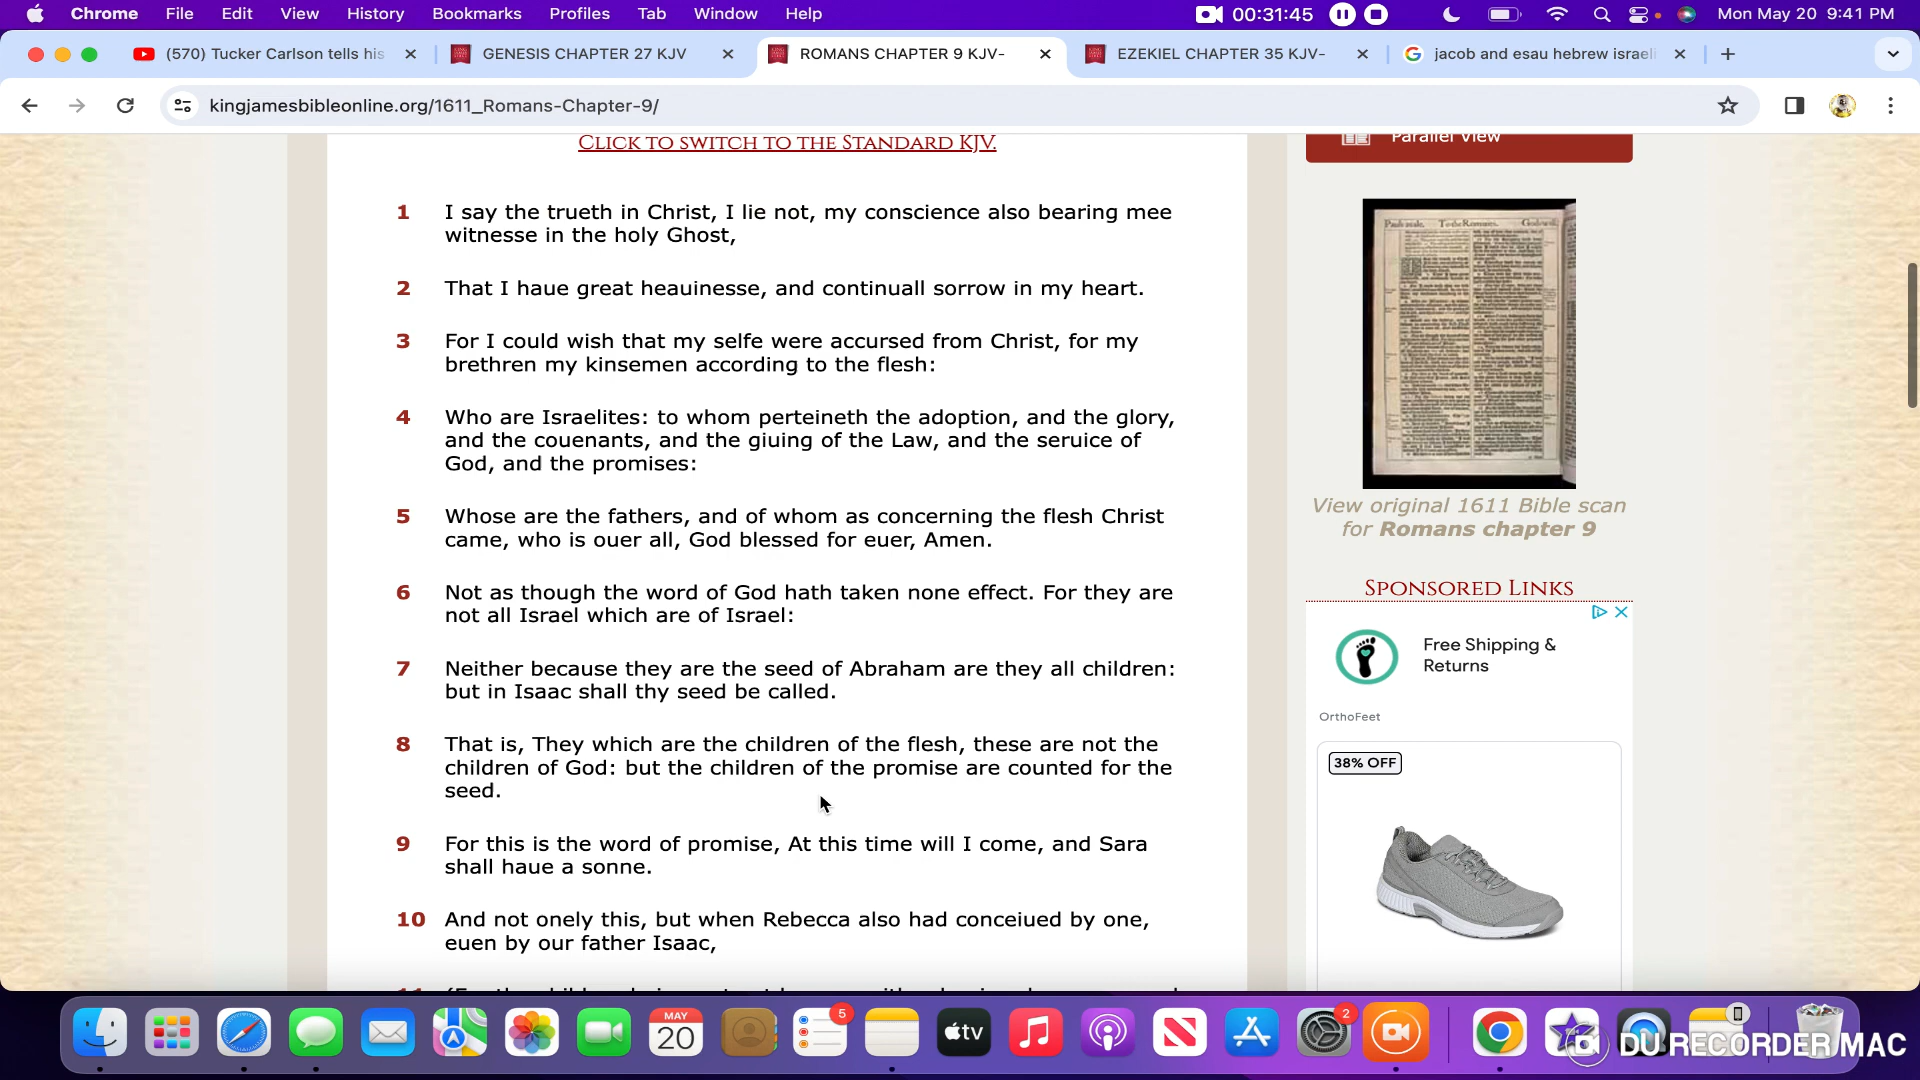 Chrome File Edit View History Bookmarks Profiles Tab Window Help 00:31:45 Mon May 20 9:41 PM
(570) Tucker Carlson tells his GENESIS CHAPTER 27 KJV ROMANS CHAPTER 9 KJV- EZEKIEL CHAPTER 35 KJV- jacob and esau hebrew israeli
kingjamesbibleonline.org/1611_Romans-Chapter-9/
Click to switch to the Standard KJV.
1 I say the trueth in Christ, I lie not, my conscience also bearing mee
witnesse in the holy Ghost,
2 That I haue great heauinesse, and continuall sorrow in my heart.
3 For I could wish that my selfe were accursed from Christ, for my
brethren my kinsemen according to the flesh:
4 Who are Israelites: to whom perteineth the adoption, and the glory,
and the couenants, and the giuing of the Law, and the seruice of
God, and the promises:
5 Whose are the fathers, and of whom as concerning the flesh Christ
came, who is ouer all, God blessed for euer, Amen.
6 Not as though the word of God hath taken none effect. For they are
not all Israel which are of Israel:
7 Neither because they are the seed of Abraham are they all children:
but in Isaac shall thy seed be called.
8 That is, They which are the children of the flesh, these are not the
children of God: but the children of the promise are counted for the
seed.
9 For this is the word of promise, At this time will I come, and Sara
shall haue a sonne.
10 And not onely this, but when Rebecca also had conceiued by one,
euen by our father Isaac,
Parallel View
View original 1611 Bible scan
for Romans chapter 9
Sponsored Links
Free Shipping &
Returns
OrthoFeet
38% OFF
MAY
20
5
tv
2
DU RECORDER MAC